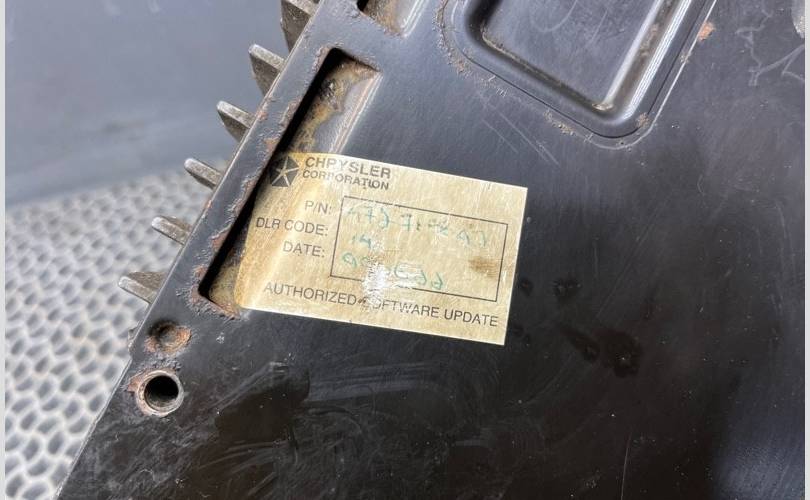 CHRYSLER
CORPORATION
P/N:
DLR CODE:
DATE:
AUTHORIZED SOFTWARE UPDATE